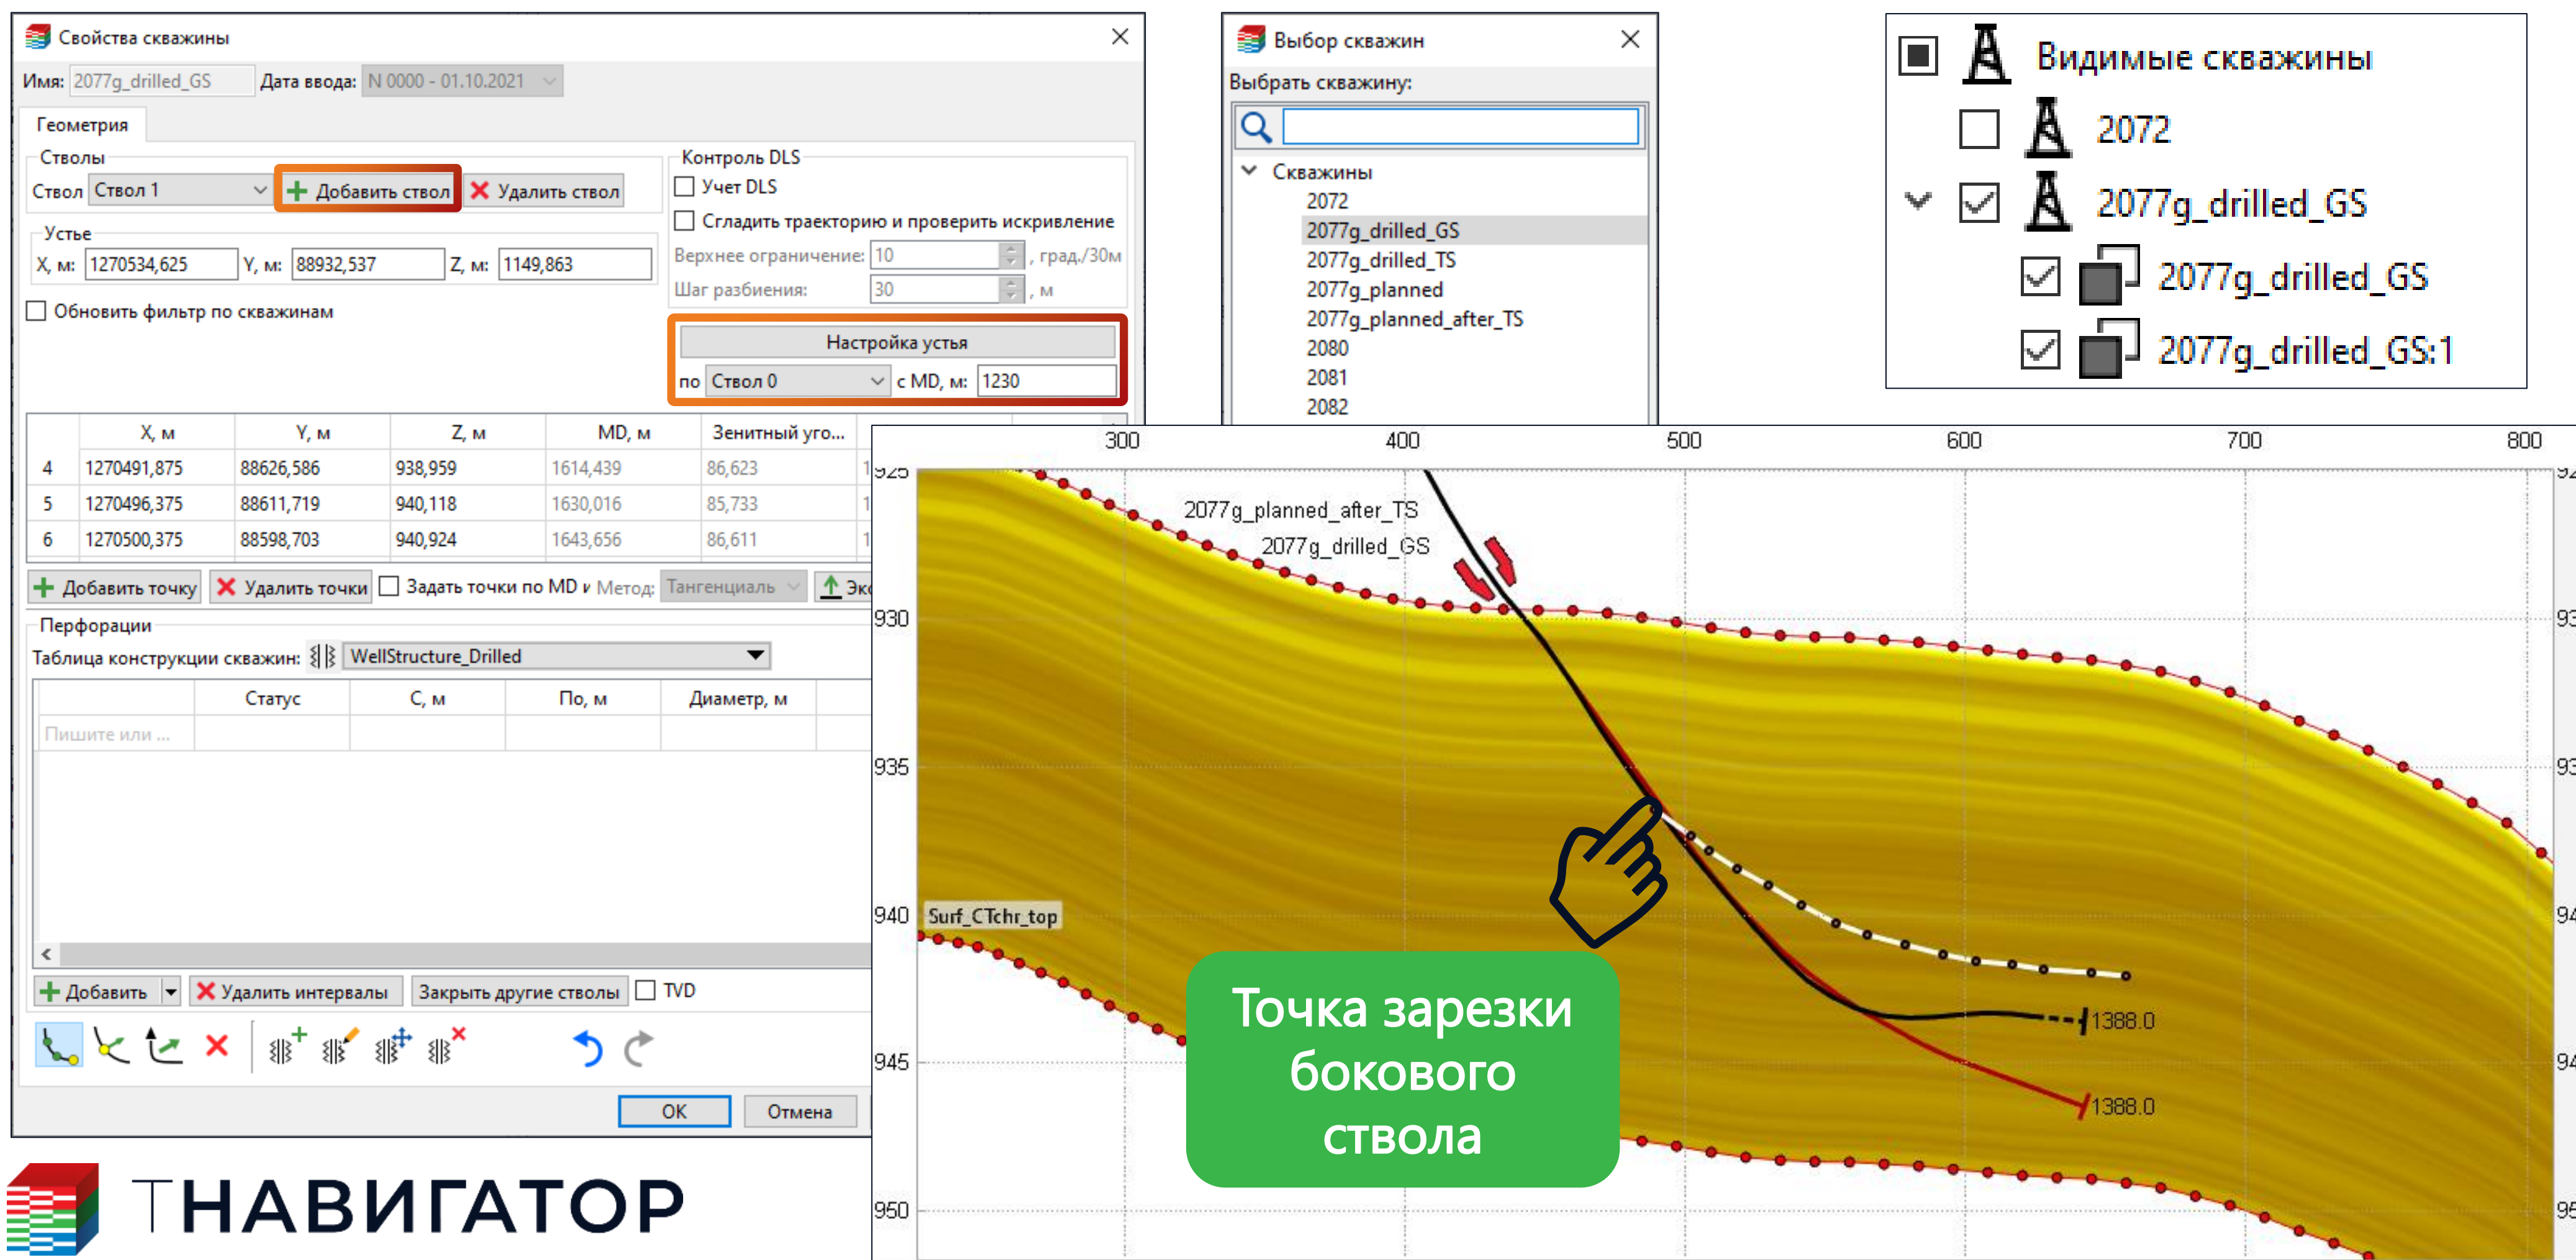 Свойства скважины
Имя: 2077g_drilled_GS Дата ввода: N 0000 - 01.10.2021
Геометрия
Стволы
Ствол Ствол 1 Добавить ствол Удалить ствол
Устье
X, м: 1270534,625 Y, м: 88932,537 Z, м: 1149,863
Обновить фильтр по скважинам
Контроль DLS
Учет DLS
Сгладить траекторию и проверить искривление
Верхнее ограничение: 10 , град./30м
Шаг разбиения: 30 , м
Настройка устья
по Ствол 0 с MD, м: 1230
X, м Y, м Z, м MD, м Зенитный уго...
4 1270491,875 88626,586 938,959 1614,439 86,623
5 1270496,375 88611,719 940,118 1630,016 85,733
6 1270500,375 88598,703 940,924 1643,656 86,611
Добавить точку Удалить точки Задать точки по MD и Метод: Тангенциаль Эк
Перфорации
Таблица конструкции скважин: WellStructure_Drilled
Статус С, м По, м Диаметр, м
Пишите или ...
Добавить Удалить интервалы Закрыть другие стволы TVD
OK Отмена
ТНАВИГАТОР
Выбор скважин
Выбрать скважину:
Скважины
2072
2077g_drilled_GS
2077g_drilled_TS
2077g_planned
2077g_planned_after_TS
2080
2081
2082
Видимые скважины
2072
2077g_drilled_GS
2077g_drilled_GS
2077g_drilled_GS:1
300 400 500 600 700 800
925
930
935
940
945
950
2077g_planned_after_TS
2077g_drilled_GS
Surf_CTchr_top
1388.0
1388.0
Точка зарезки
бокового
ствола